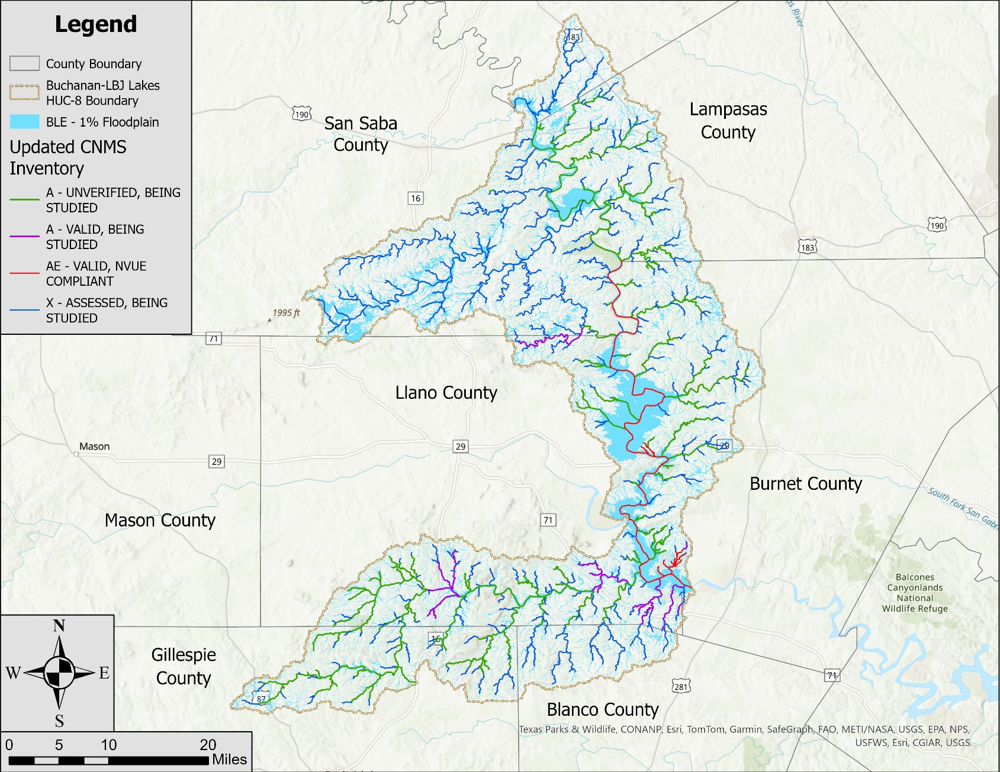 Legend
County Boundary
Buchanan-LBJ Lakes
HUC-8 Boundary
BLE - 1% Floodplain
Updated CNMS
Inventory
A - UNVERIFIED, BEING
STUDIED
A - VALID, BEING
STUDIED
AE - VALID, NVUE
COMPLIANT
X - ASSESSED, BEING
STUDIED
183
190
San Saba
County
Lampasas
County
16
190
183
1995 ft
71
Llano County
Mason
29
29
29
Burnet County
South Fork San Gabr
Mason County
71
Balcones
Canyonlands
National
Wildlife Refuge
N
W
E
S
16
Gillespie
County
87
71
281
Blanco County
Texas Parks & Wildlife, CONANP, Esri, TomTom, Garmin, SafeGraph, FAO, METI/NASA, USGS, EPA, NPS,
USFWS, Esri, CGIAR, USGS
0 5 10 20
Miles